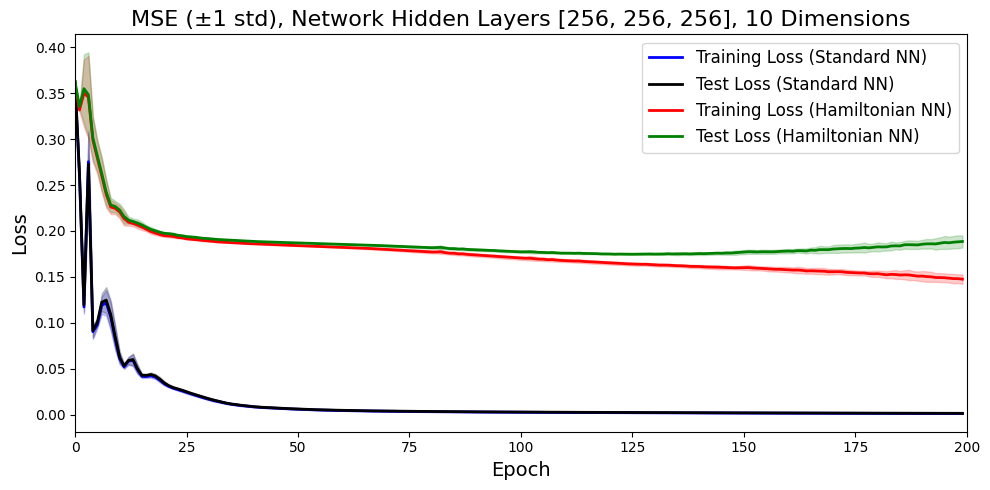 MSE (±1 std), Network Hidden Layers [256, 256, 256], 10 Dimensions
Loss
0.40
0.35
0.30
0.25
0.20
0.15
0.10
0.05
0.00
Training Loss (Standard NN)
Test Loss (Standard NN)
Training Loss (Hamiltonian NN)
Test Loss (Hamiltonian NN)
0 25 50 75 100 125 150 175 200
Epoch